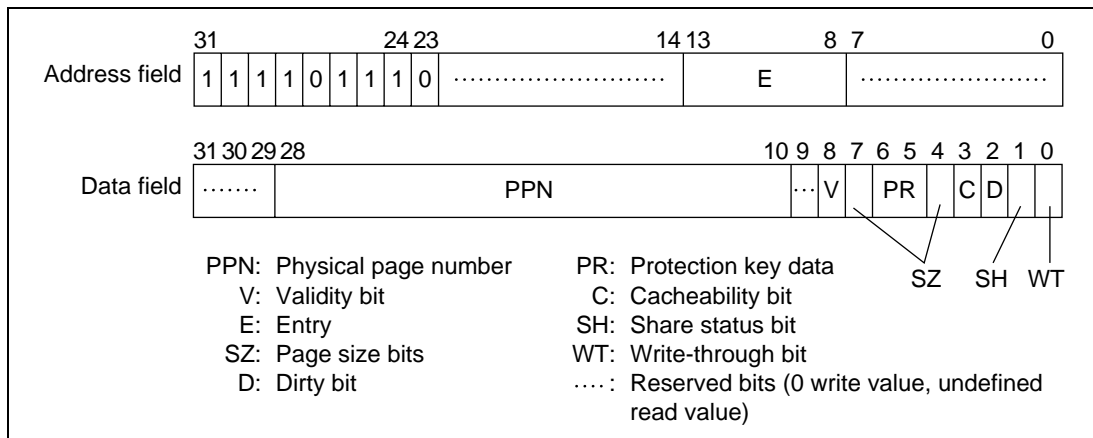 31 24 23 14 13 8 7 0
Address field 1 1 1 1 0 1 1 1 0 ........................ E ......................
31 30 29 28 10 9 8 7 6 5 4 3 2 1 0
Data field ....... PPN ... V PR C D
SZ SH WT
PPN: Physical page number PR: Protection key data
V: Validity bit C: Cacheability bit
E: Entry SH: Share status bit
SZ: Page size bits WT: Write-through bit
D: Dirty bit ....: Reserved bits (0 write value, undefined
read value)